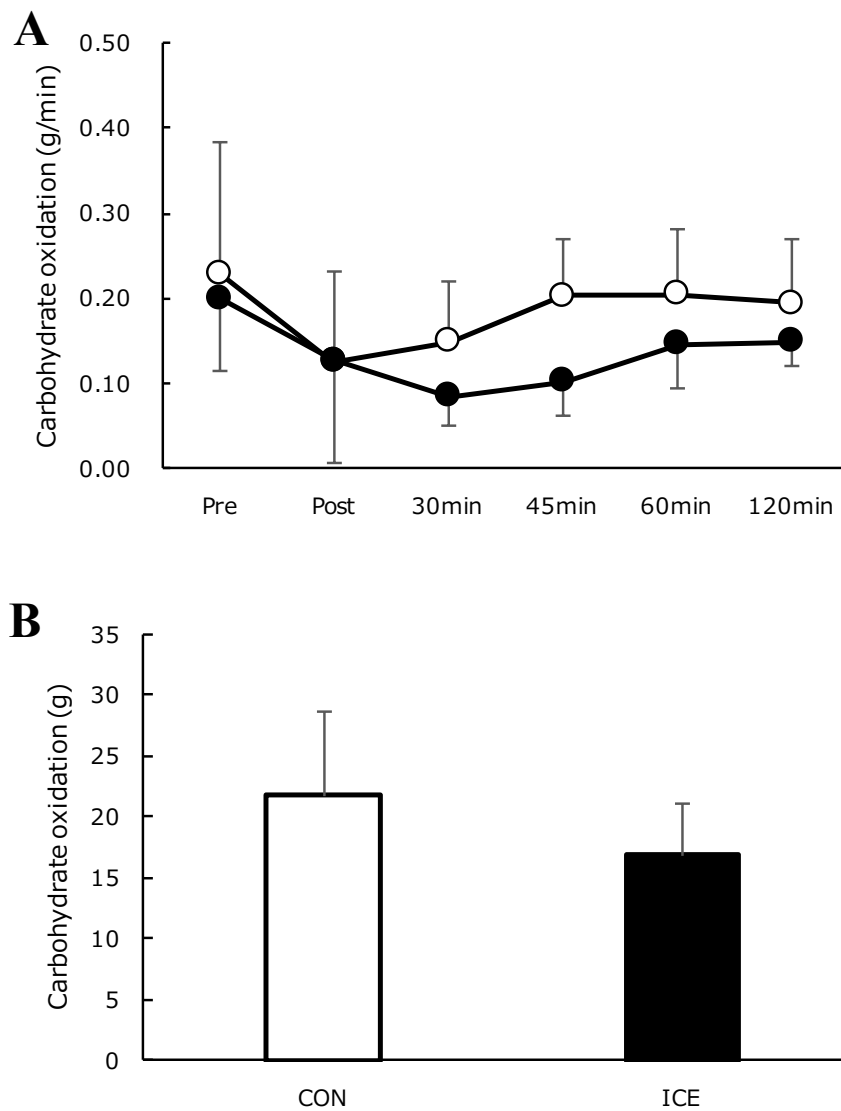 A
Carbohydrate oxidation (g/min)
0.50
0.40
0.30
0.20
0.10
0.00
Pre Post 30min 45min 60min 120min
B
Carbohydrate oxidation (g)
35
30
25
20
15
10
5
0
CON ICE